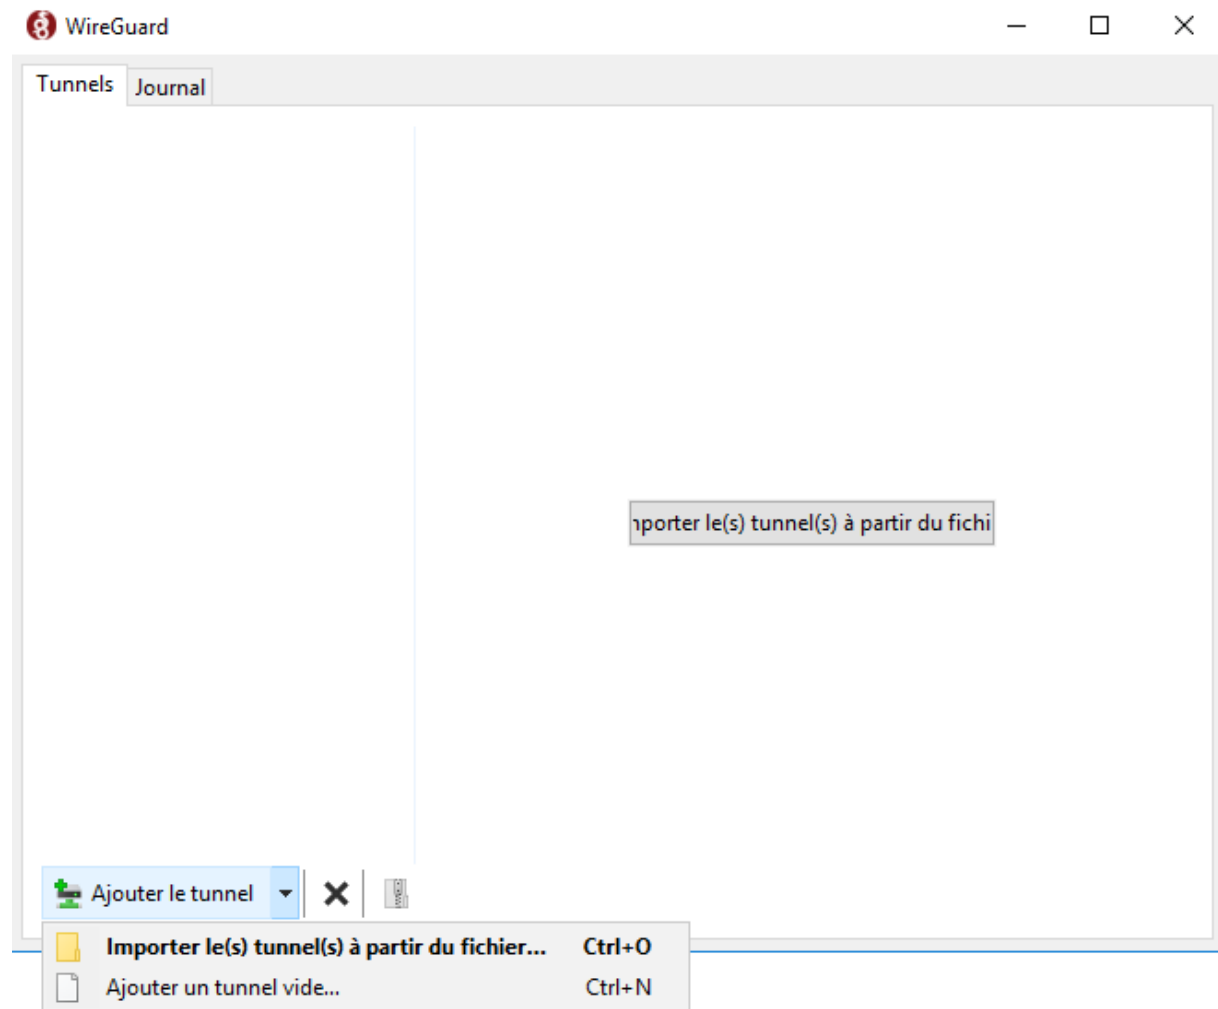 WireGuard
Tunnels Journal
porter le(s) tunnel(s) à partir du fichi
Ajouter le tunnel
Importer le(s) tunnel(s) à partir du fichier... Ctrl+O
Ajouter un tunnel vide... Ctrl+N